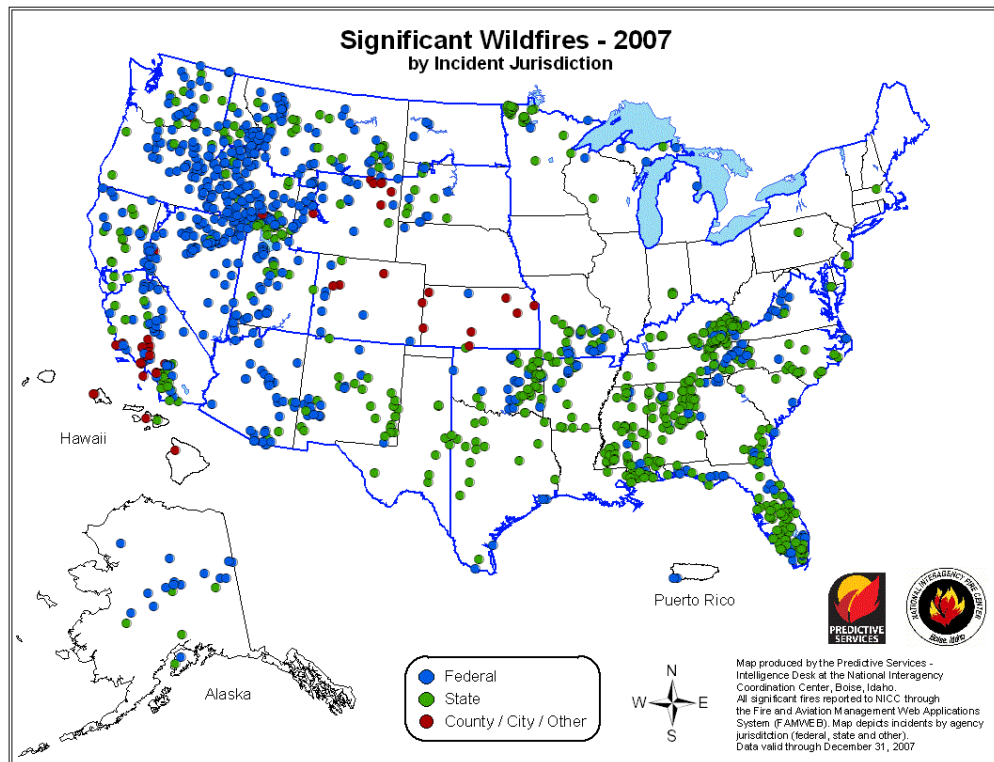 Significant Wildfires - 2007
by Incident Jurisdiction
Hawaii
Alaska
Puerto Rico
Federal
State
County / City / Other
N
W
E
S
PREDICTIVE
SERVICES
NATIONAL INTERAGENCY FIRE CENTER
Boise, Idaho
Map produced by the Predictive Services -
Intelligence Desk at the National Interagency
Coordination Center, Boise, Idaho.
All significant fires reported to NICC through
the Fire and Aviation Management Web Applications
System (FAMWEB). Map depicts incidents by agency
jurisditction (federal, state and other).
Data valid through December 31, 2007